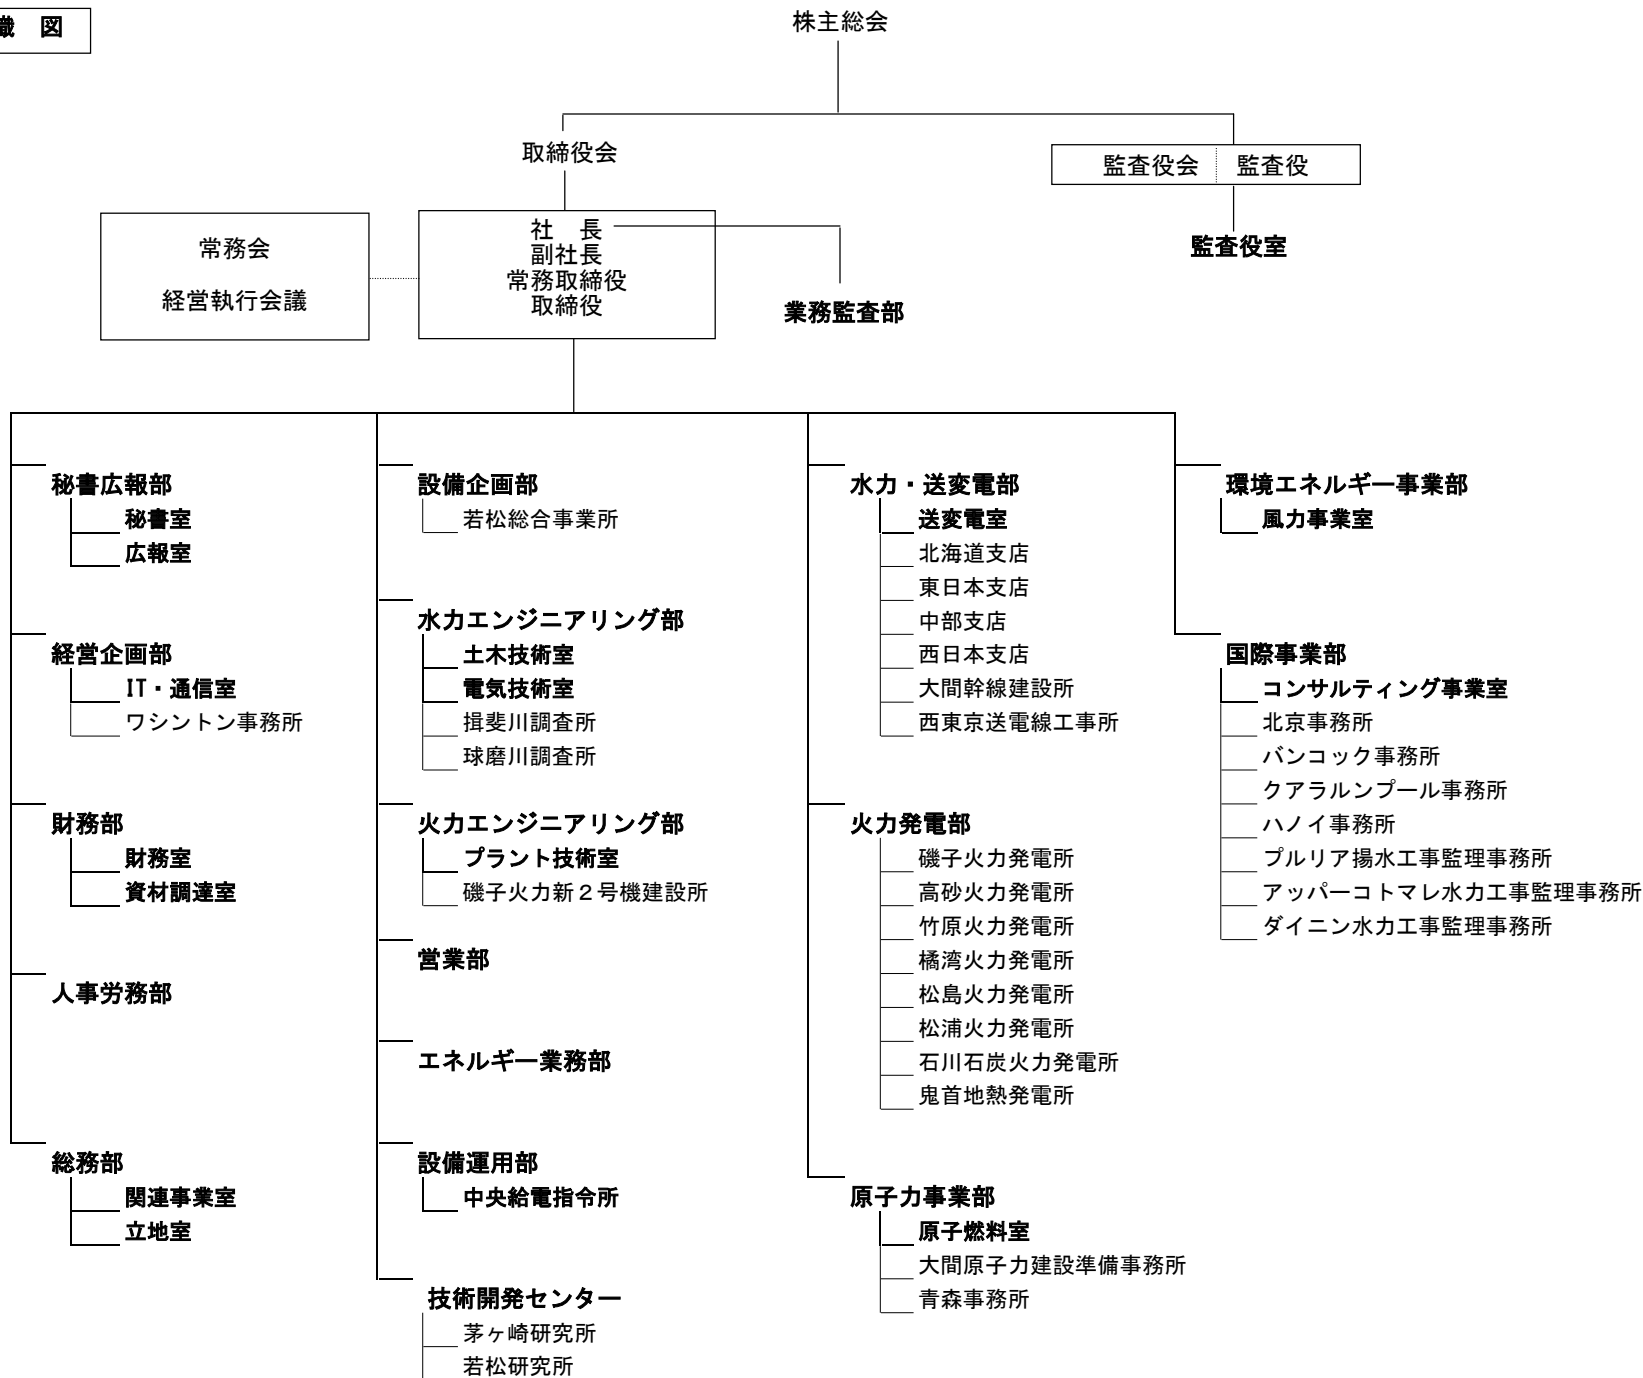 織 図
株主総会
取締役会
監査役会 監査役
監査役室
常務会
経営執行会議
社 長
副社長
常務取締役
取締役
業務監査部
秘書広報部
秘書室
広報室
経営企画部
IT・通信室
ワシントン事務所
財務部
財務室
資材調達室
人事労務部
総務部
関連事業室
立地室
設備企画部
若松総合事業所
水力エンジニアリング部
土木技術室
電気技術室
揖斐川調査所
球磨川調査所
火力エンジニアリング部
プラント技術室
磯子火力新2号機建設所
営業部
エネルギー業務部
設備運用部
中央給電指令所
技術開発センター
茅ヶ崎研究所
若松研究所
水力・送変電部
送変電室
北海道支店
東日本支店
中部支店
西日本支店
大間幹線建設所
西東京送電線工事所
火力発電部
磯子火力発電所
高砂火力発電所
竹原火力発電所
橘湾火力発電所
松島火力発電所
松浦火力発電所
石川石炭火力発電所
鬼首地熱発電所
原子力事業部
原子燃料室
大間原子力建設準備事務所
青森事務所
環境エネルギー事業部
風力事業室
国際事業部
コンサルティング事業室
北京事務所
バンコック事務所
クアラルンプール事務所
ハノイ事務所
プルリア揚水工事監理事務所
アッパーコトマレ水力工事監理事務所
ダイニン水力工事監理事務所